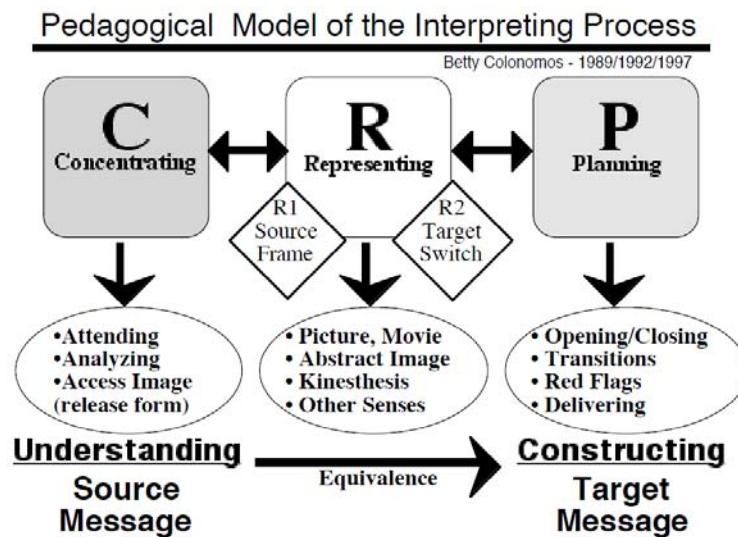 Pedagogical Model of the Interpreting Process
Betty Colonomos - 1989/1992/1997
C
Concentrating
R
Representing
P
Planning
R1
Source
Frame
R2
Target
Switch
•Attending
•Analyzing
•Access Image
(release form)
• Picture, Movie
• Abstract Image
• Kinesthesis
• Other Senses
• Opening/Closing
• Transitions
• Red Flags
• Delivering
Understanding
Source
Message
Equivalence
Constructing
Target
Message